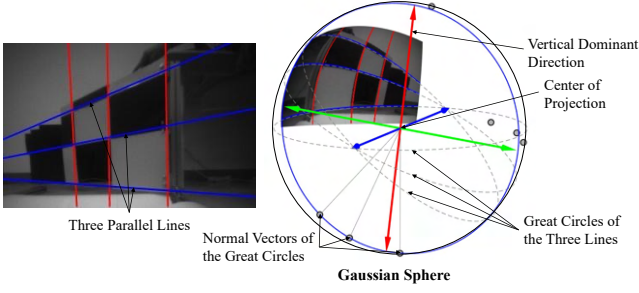 Vertical Dominant
Direction
Center of
Projection
Three Parallel Lines
Normal Vectors of
the Great Circles
Great Circles of
the Three Lines
Gaussian Sphere